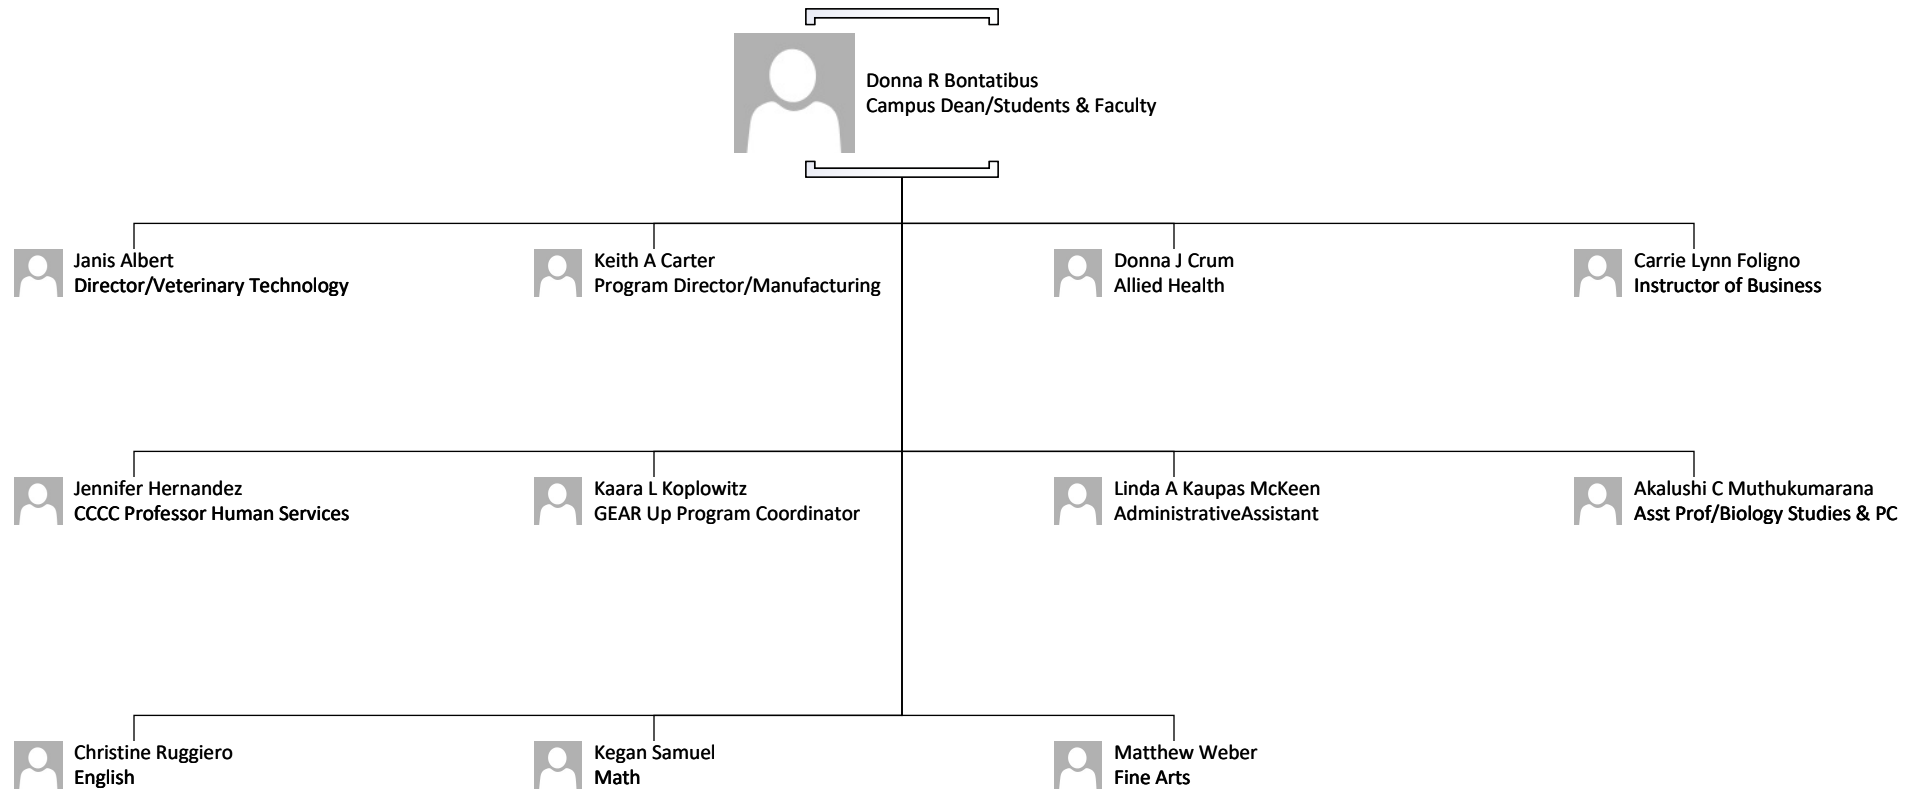 Donna R Bontatibus
Campus Dean/Students & Faculty
Janis Albert
Director/Veterinary Technology
Keith A Carter
Program Director/Manufacturing
Donna J Crum
Allied Health
Carrie Lynn Foligno
Instructor of Business
Jennifer Hernandez
CCCC Professor Human Services
Kaara L Koplowitz
GEAR Up Program Coordinator
Linda A Kaupas McKeen
AdministrativeAssistant
Akalushi C Muthukumarana
Asst Prof/Biology Studies & PC
Christine Ruggiero
English
Kegan Samuel
Math
Matthew Weber
Fine Arts